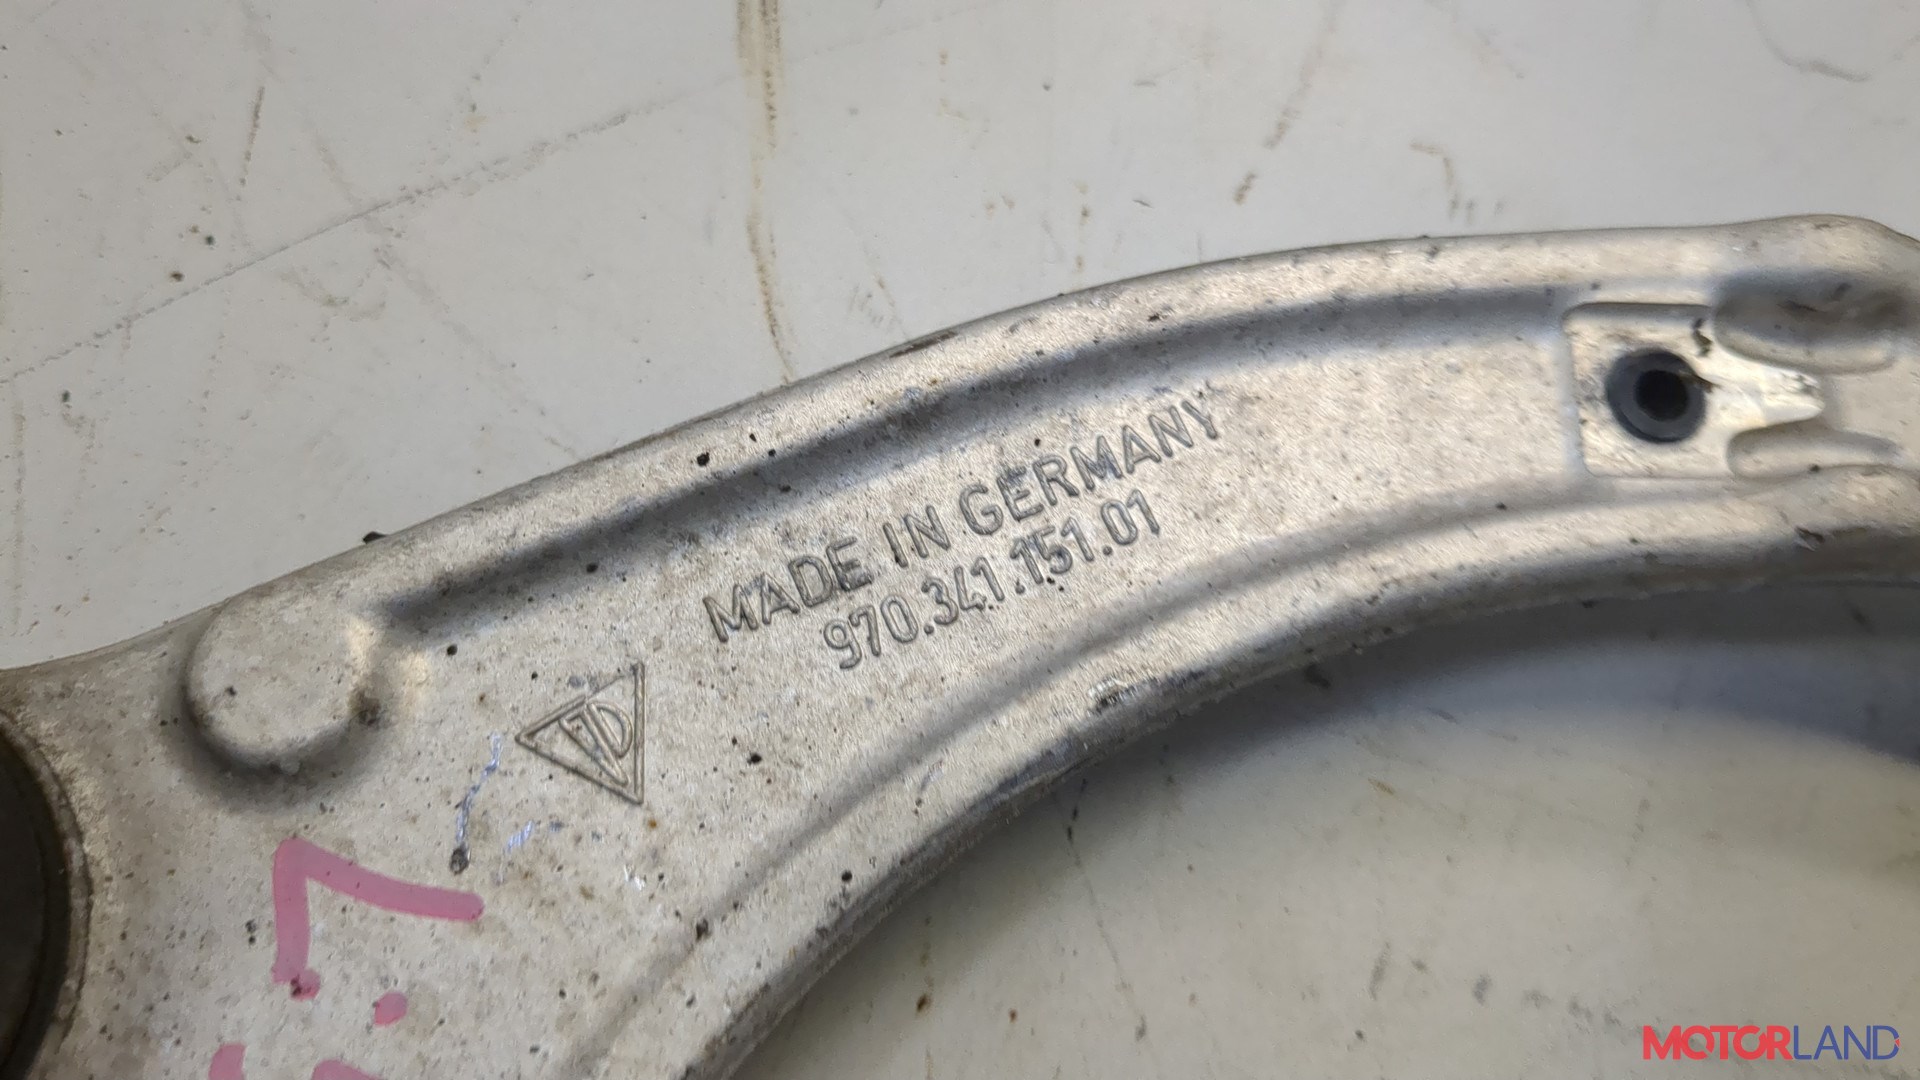 MADE IN GERMANY
970.341.151.01
MOTORLAND